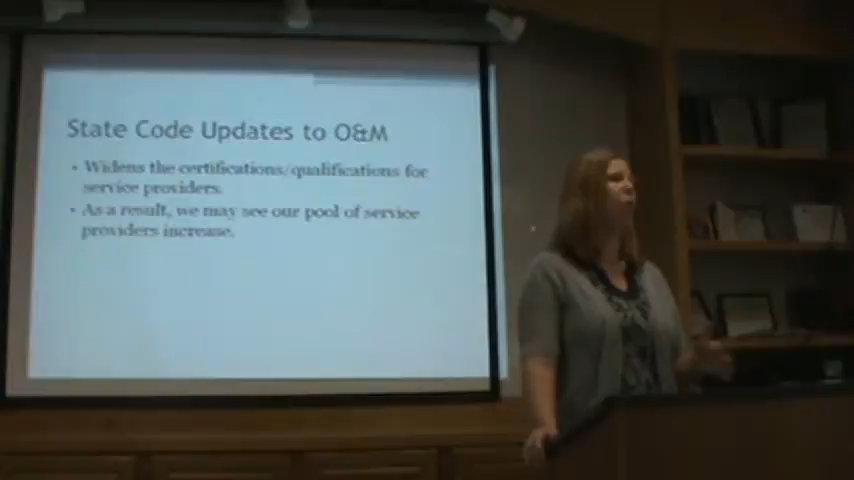 State Code Updates to O&M
• Widens the certifications/qualifications for
service providers.
• As a result, we may see our pool of service
providers increase.